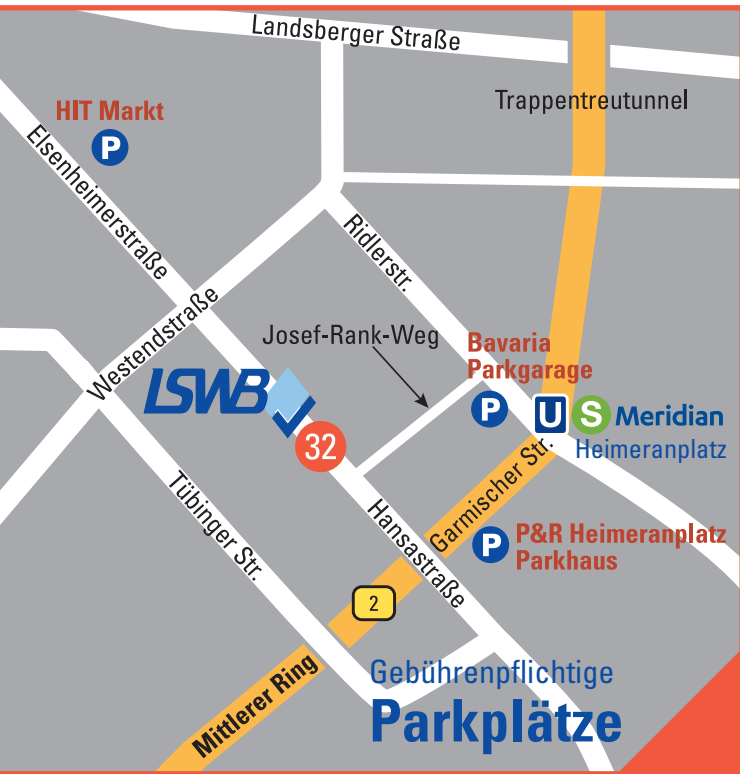 Landsberger Straße
Trappentreutunnel
HIT Markt
P
Elsenheimerstraße
Ridlerstr.
Westendstraße
Josef-Rank-Weg
Bavaria
Parkgarage
LSWB
P
U S Meridian
Heimeranplatz
32
Garmischer Str.
Tübinger Str.
Hansastraße
P
P&R Heimeranplatz
Parkhaus
2
Mittlerer Ring
Gebührenpflichtige
Parkplätze